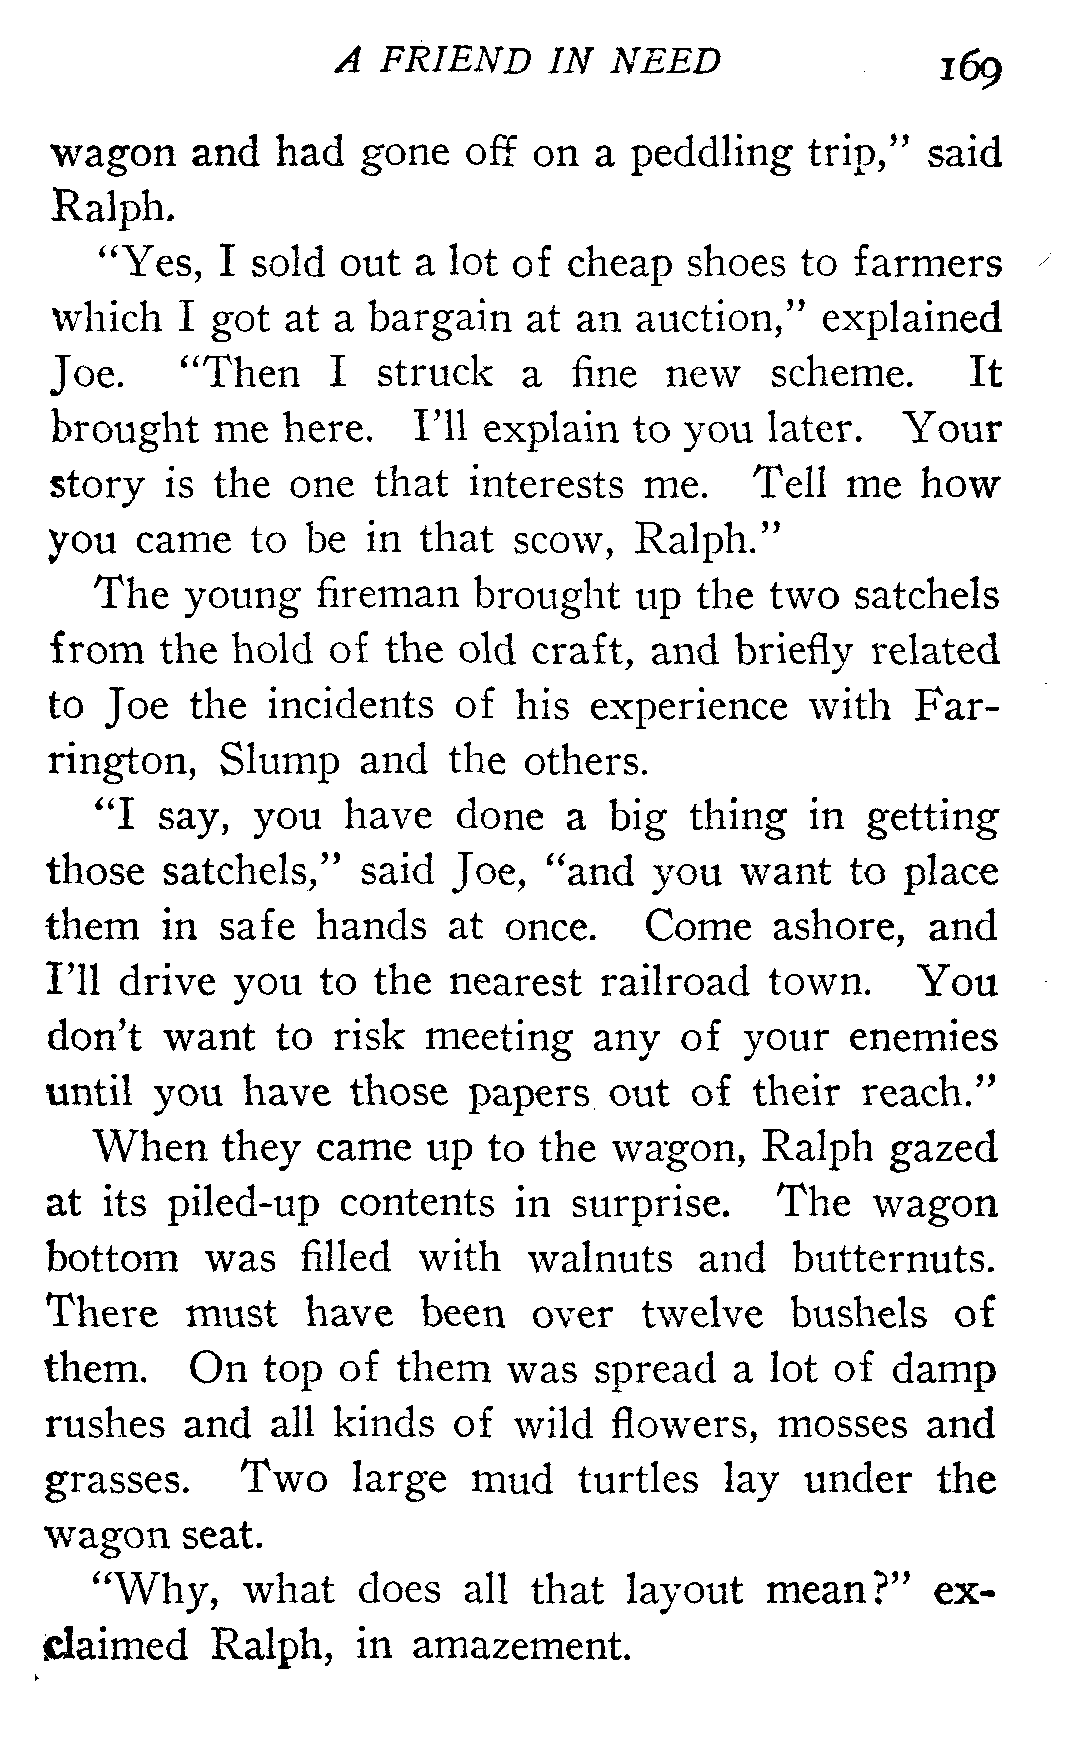 A FRIEND IN NEED 169
wagon and had gone off on a peddling trip," said
Ralph.
"Yes, I sold out a lot of cheap shoes to farmers
which I got at a bargain at an auction," explained
Joe. "Then I struck a fine new scheme. It
brought me here. I'll explain to you later. Your
story is the one that interests me. Tell me how
you came to be in that scow, Ralph."
The young fireman brought up the two satchels
from the hold of the old craft, and briefly related
to Joe the incidents of his experience with Far-
rington, Slump and the others.
"I say, you have done a big thing in getting
those satchels," said Joe, "and you want to place
them in safe hands at once. Come ashore, and
I'll drive you to the nearest railroad town. You
don't want to risk meeting any of your enemies
until you have those papers out of their reach."
When they came up to the wagon, Ralph gazed
at its piled-up contents in surprise. The wagon
bottom was filled with walnuts and butternuts.
There must have been over twelve bushels of
them. On top of them was spread a lot of damp
rushes and all kinds of wild flowers, mosses and
grasses. Two large mud turtles lay under the
wagon seat.
"Why, what does all that layout mean?" ex-
claimed Ralph, in amazement.